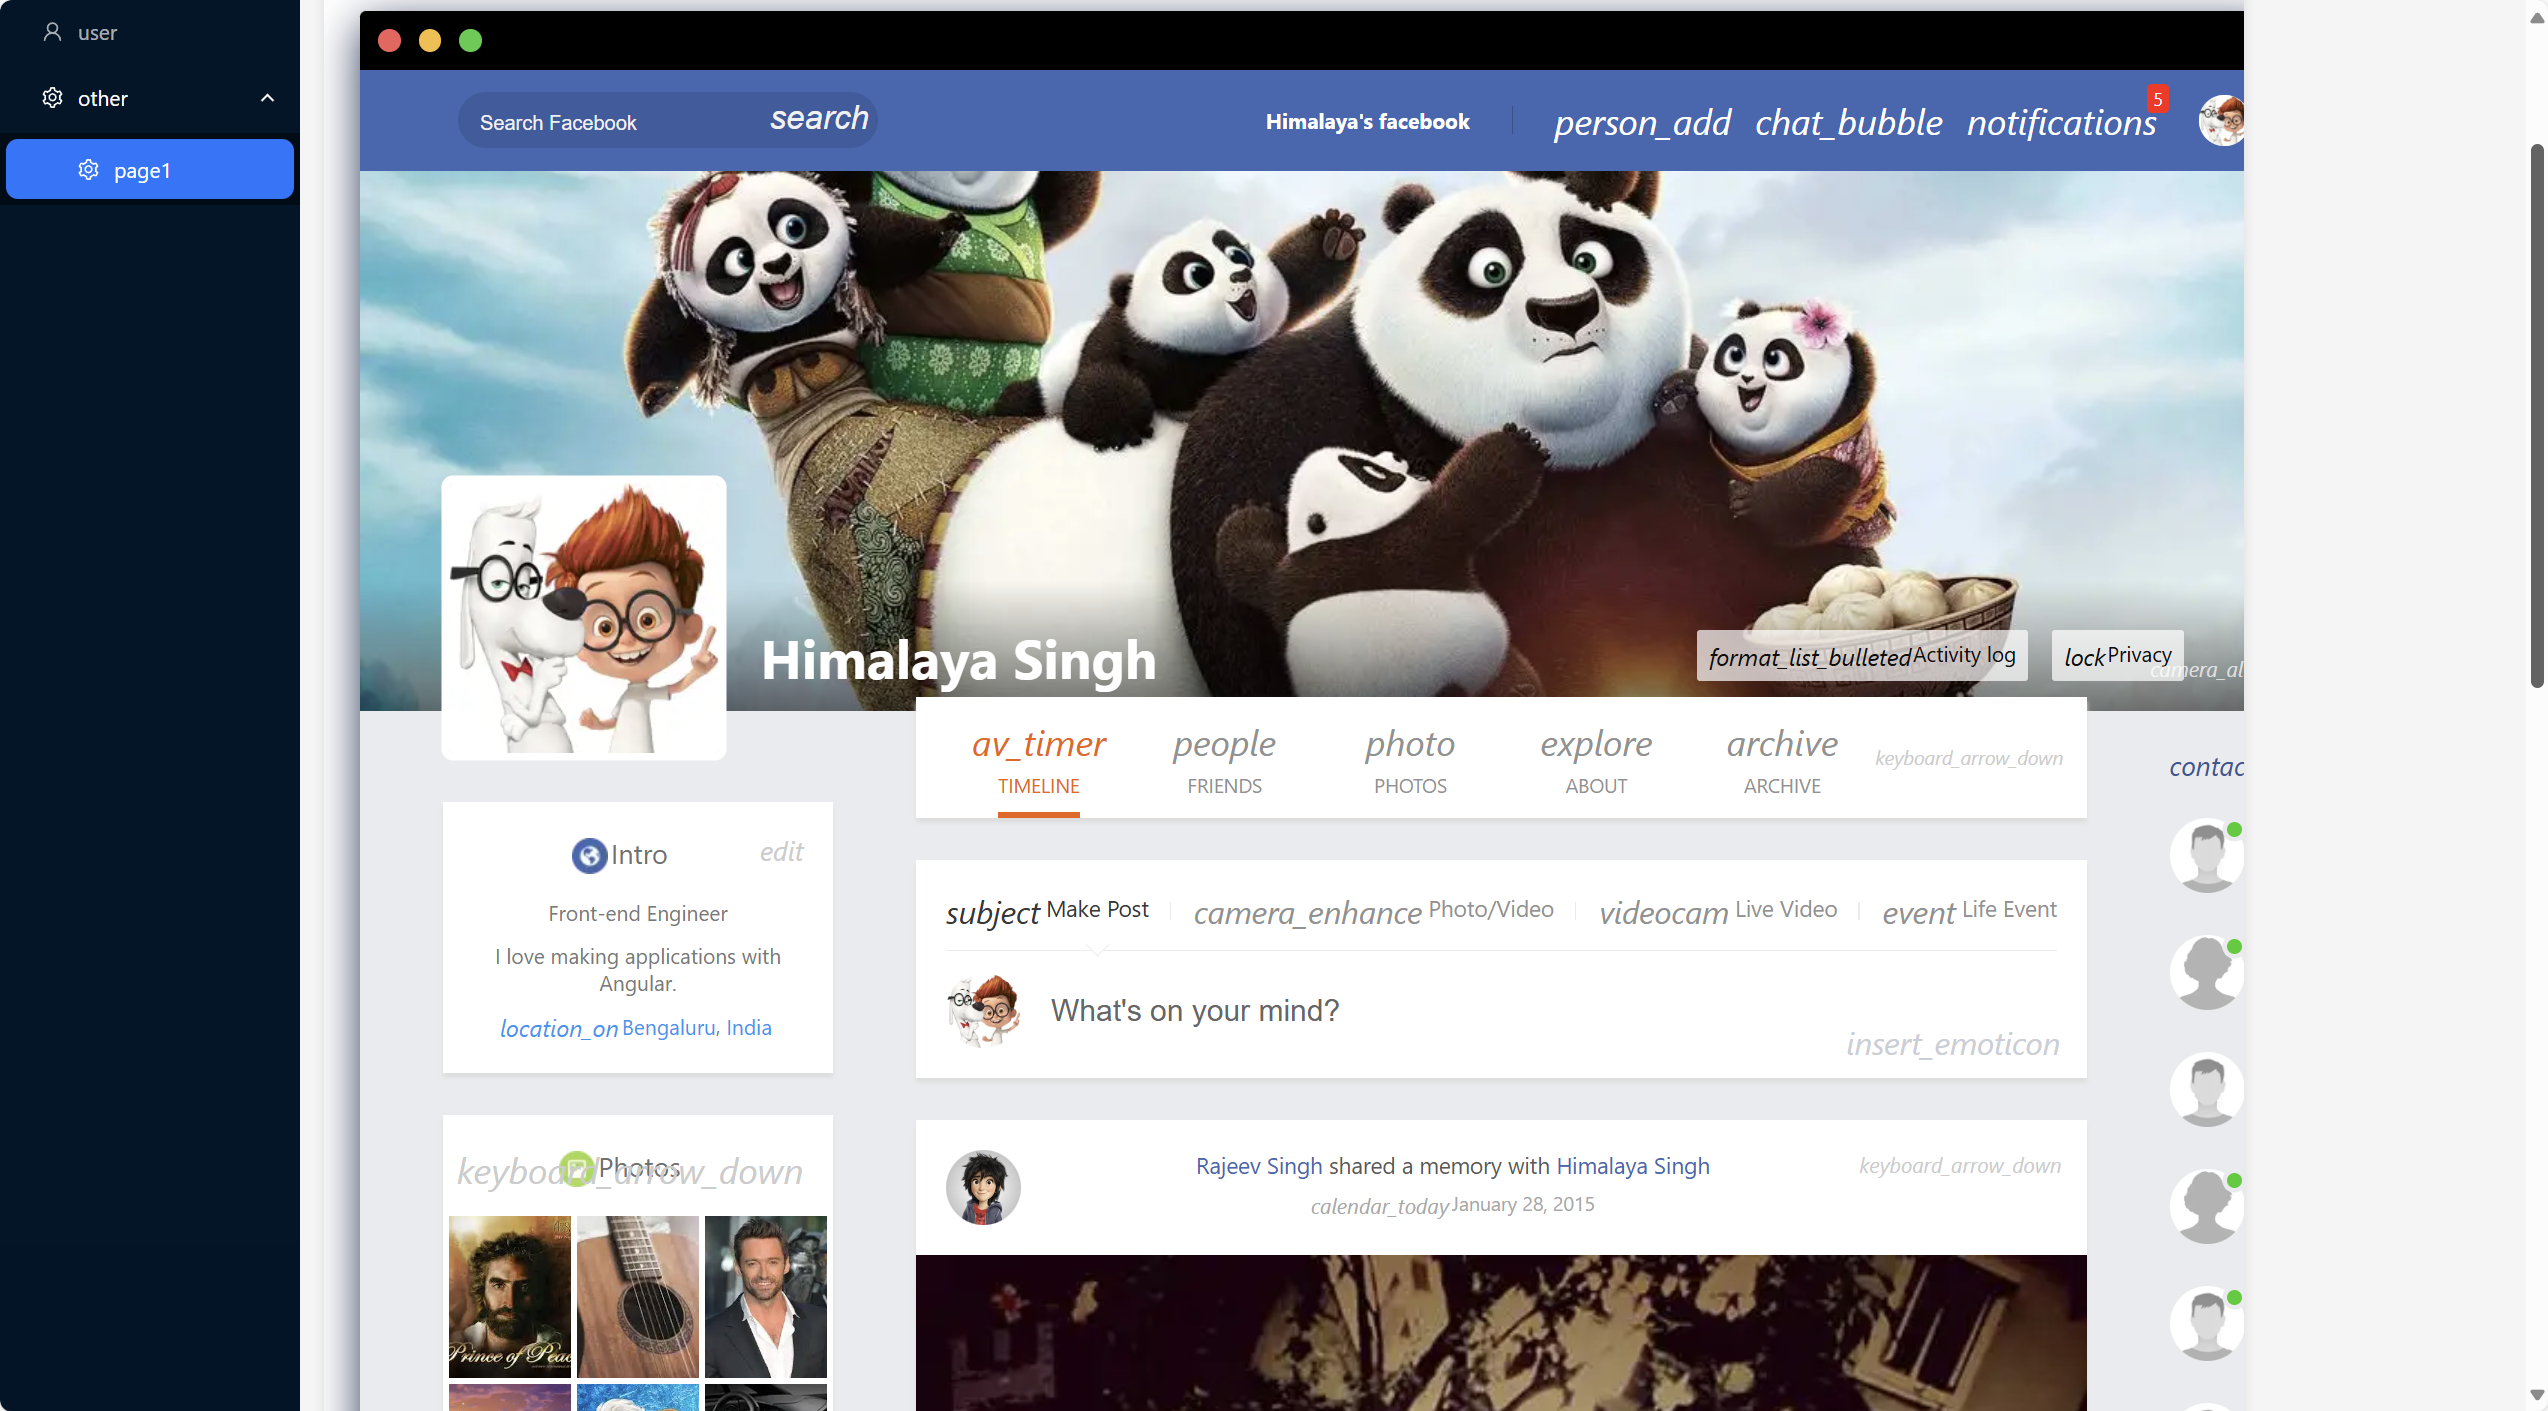 user
other
page1
Search Facebook search
Himalaya's facebook person_add chat_bubble notifications 5
Himalaya Singh
format_list_bulleted Activity log lock Privacy
camera_al
av_timer people photo explore archive keyboard_arrow_down
TIMELINE FRIENDS PHOTOS ABOUT ARCHIVE
contac
Intro edit
Front-end Engineer
I love making applications with
Angular.
location_on Bengaluru, India
subject Make Post camera_enhance Photo/Video videocam Live Video event Life Event
What's on your mind?
insert_emoticon
keyboard_arrow_down Photos
Prince of Peac
Rajeev Singh shared a memory with Himalaya Singh keyboard_arrow_down
calendar_today January 28, 2015